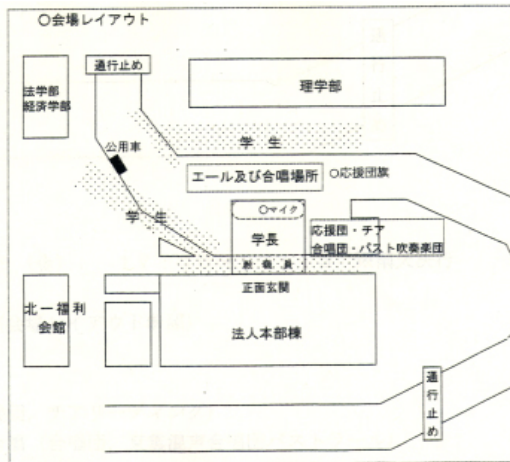 〇会場レイアウト
通行止め
法学部
経済学部
理学部
学生
公用車
エール及び合唱場所
〇応援団旗
学生
〇マイク
学長
応援団・チア
合唱団・バスト吹奏楽団
正面玄関
北一福利
会館
法人本部棟
通行止め